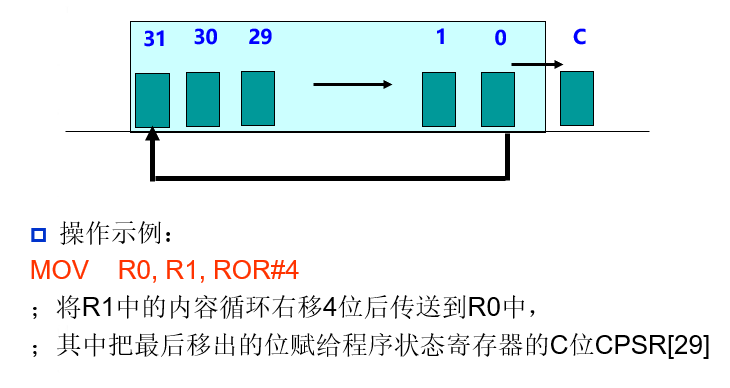 31 30 29 1 0 C
操作示例：
MOV R0, R1, ROR#4
；将R1中的内容循环右移4位后传送到R0中，
；其中把最后移出的位赋给程序状态寄存器的C位CPSR[29]